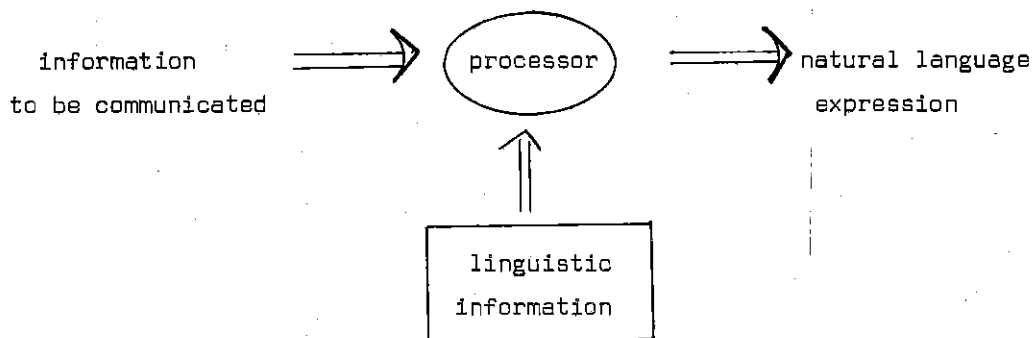 information
to be communicated
processor
natural language
expression
linguistic
information